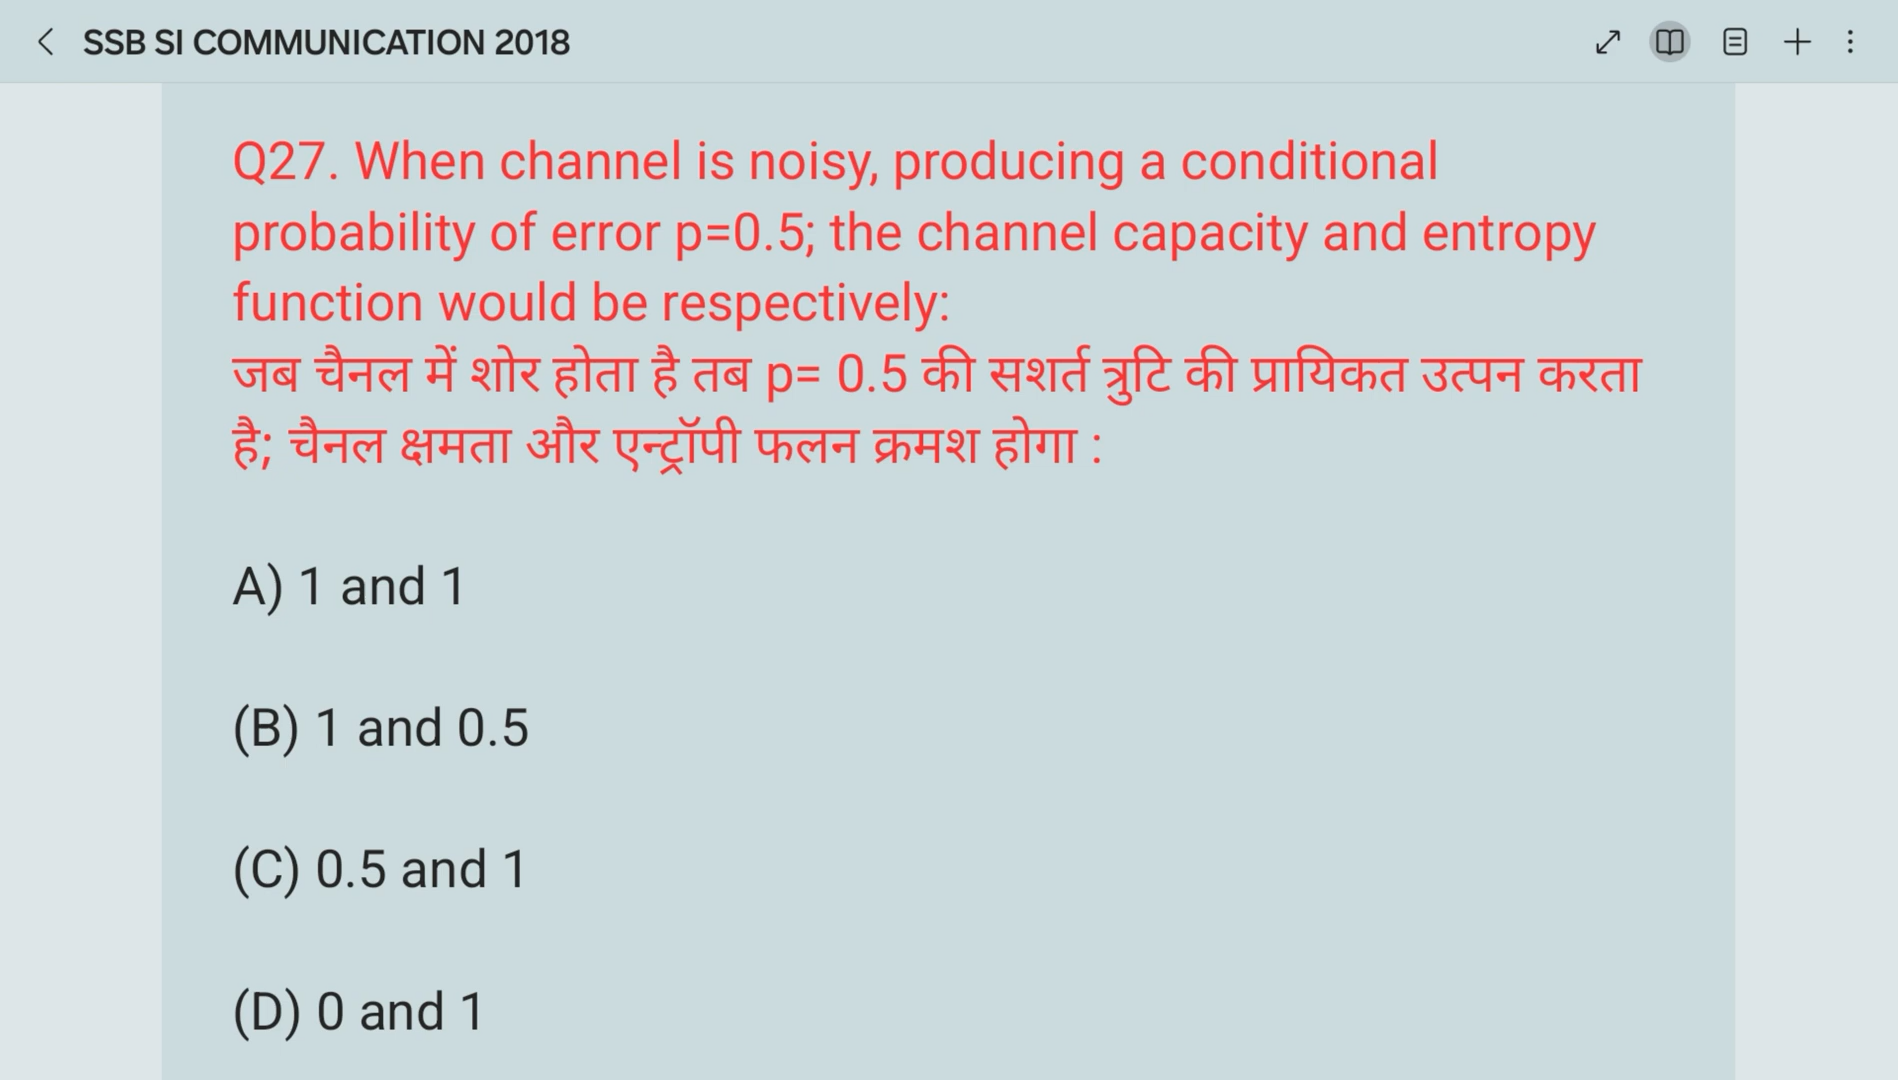 SSB SI COMMUNICATION 2018
Q27. When channel is noisy, producing a conditional
probability of error p=0.5; the channel capacity and entropy
function would be respectively:
जब चैनल में शोर होता है तब p= 0.5 की सशर्त त्रुटि की प्रायिकत उत्पन करता
है; चैनल क्षमता और एन्ट्रॉपी फलन क्रमश होगा :
A) 1 and 1
(B) 1 and 0.5
(C) 0.5 and 1
(D) 0 and 1